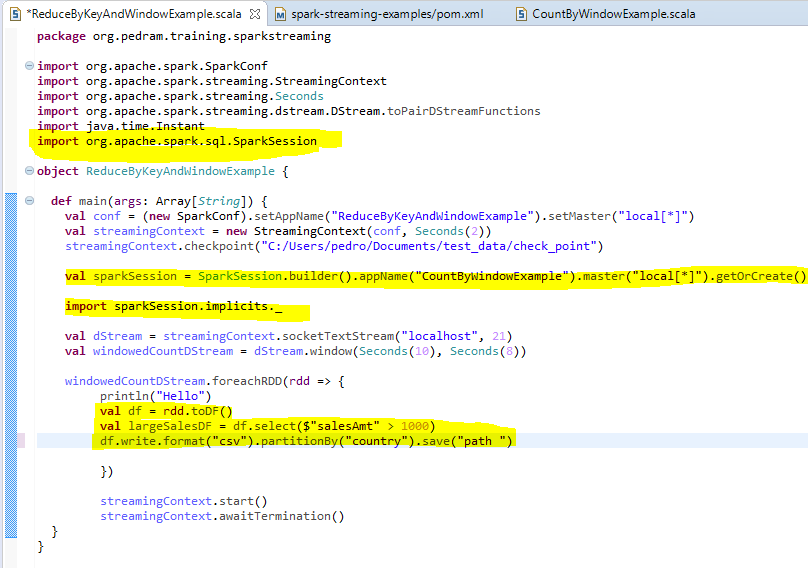 *ReduceByKeyAndWindowExample.scala
spark-streaming-examples/pom.xml
CountByWindowExample.scala
package org.pedram.training.sparkstreaming
import org.apache.spark.SparkConf
import org.apache.spark.streaming.StreamingContext
import org.apache.spark.streaming.Seconds
import org.apache.spark.streaming.dstream.DStream.toPairDStreamFunctions
import java.time.Instant
import org.apache.spark.sql.SparkSession
object ReduceByKeyAndWindowExample {
def main(args: Array[String]) {
val conf = (new SparkConf).setAppName("ReduceByKeyAndWindowExample").setMaster("local[*]")
val streamingContext = new StreamingContext(conf, Seconds(2))
streamingContext.checkpoint("C:/Users/pedro/Documents/test_data/check_point")
val sparkSession = SparkSession.builder().appName("CountByWindowExample").master("local[*]").getOrCreate()
import sparkSession.implicits._
val dStream = streamingContext.socketTextStream("localhost", 21)
val windowedCountDStream = dStream.window(Seconds(10), Seconds(8))
windowedCountDStream.foreachRDD(rdd => {
println("Hello")
val df = rdd.toDF()
val largeSalesDF = df.select($"salesAmt" > 1000)
df.write.format("csv").partitionBy("country").save("path ")
})
streamingContext.start()
streamingContext.awaitTermination()
}
}